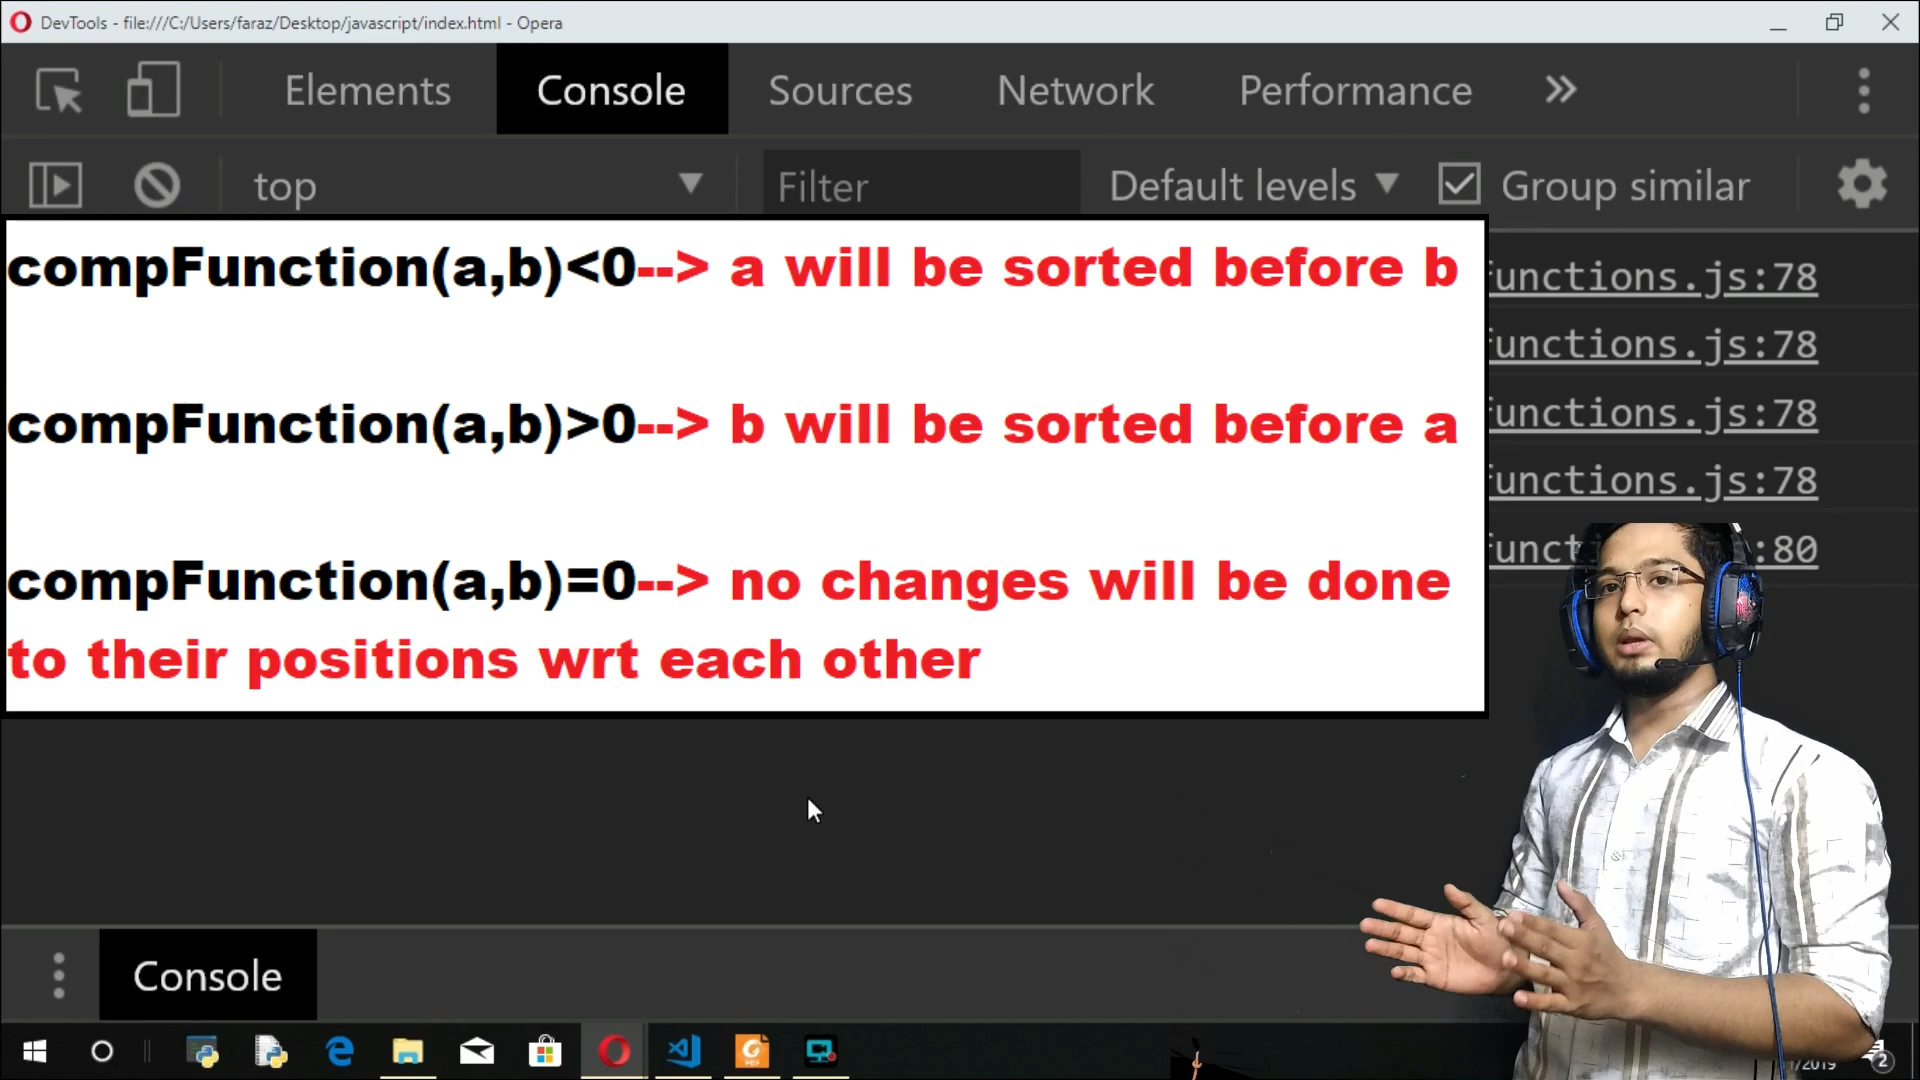 DevTools - file:///C:/Users/faraz/Desktop/javascript/index.html - Opera
Elements Console Sources Network Performance
top Filter Default levels Group similar
compFunction(a,b)<0--> a will be sorted before b
compFunction(a,b)>0--> b will be sorted before a
compFunction(a,b)=0--> no changes will be done
to their positions wrt each other
unctions.js:78
unctions.js:78
unctions.js:78
unctions.js:78
:80
Console
/2019
2